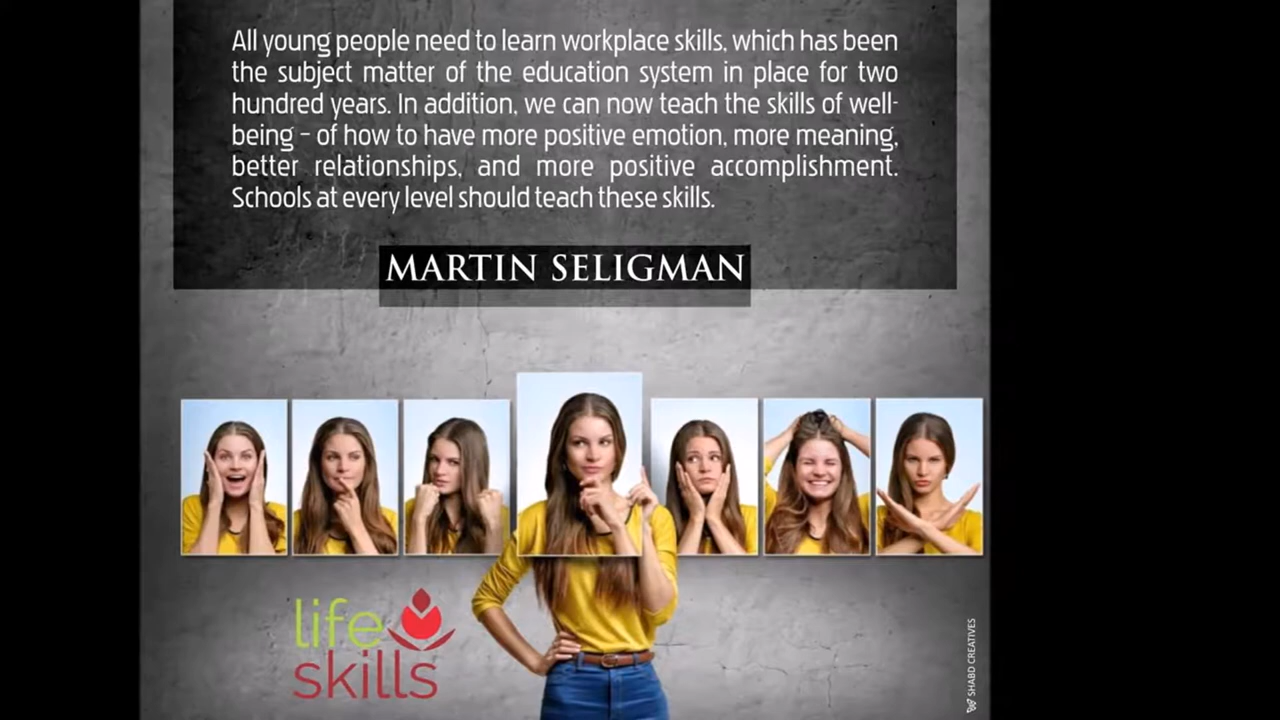 All young people need to learn workplace skills, which has been
the subject matter of the education system in place for two
hundred years. In addition, we can now teach the skills of well-
being – of how to have more positive emotion, more meaning,
better relationships, and more positive accomplishment.
Schools at every level should teach these skills.
MARTIN SELIGMAN
life
skills
SHABD CREATIVES